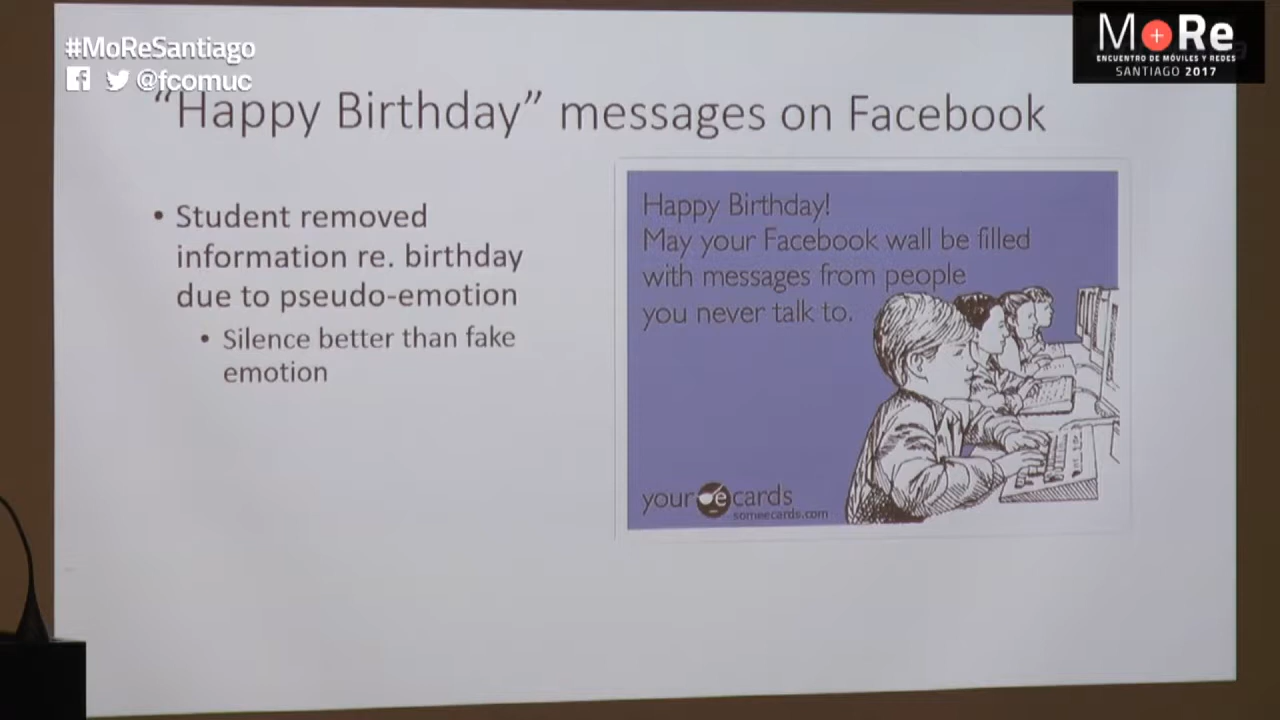 #MoReSantiago
@fcomuc
MoRe
ENCUENTRO DE MÓVILES Y REDES
SANTIAGO 2017
“Happy Birthday” messages on Facebook
• Student removed
information re. birthday
due to pseudo-emotion
• Silence better than fake
emotion
Happy Birthday!
May your Facebook wall be filled
with messages from people
you never talk to.
your ecards
someecards.com